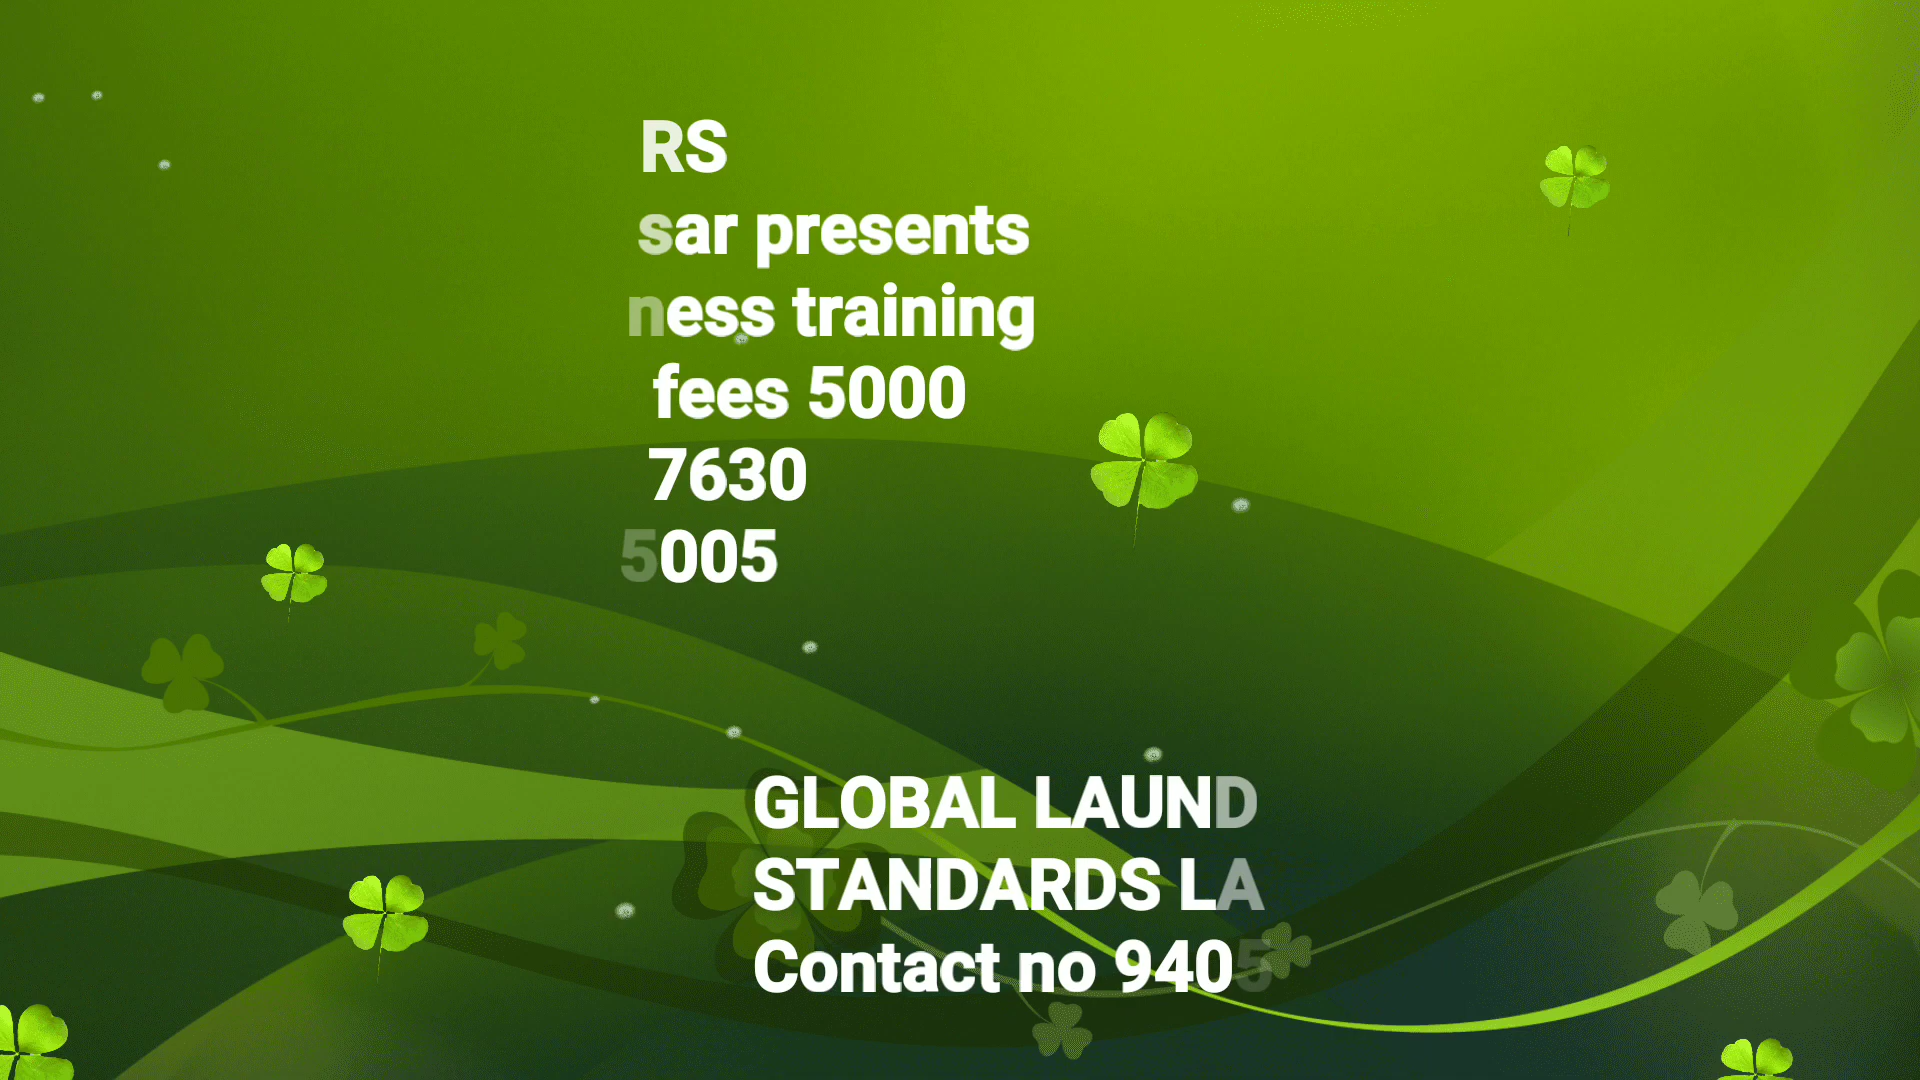 RS
sar presents
ness training
fees 5000
7630
5005
GLOBAL LAUND
STANDARDS LA
Contact no 9405